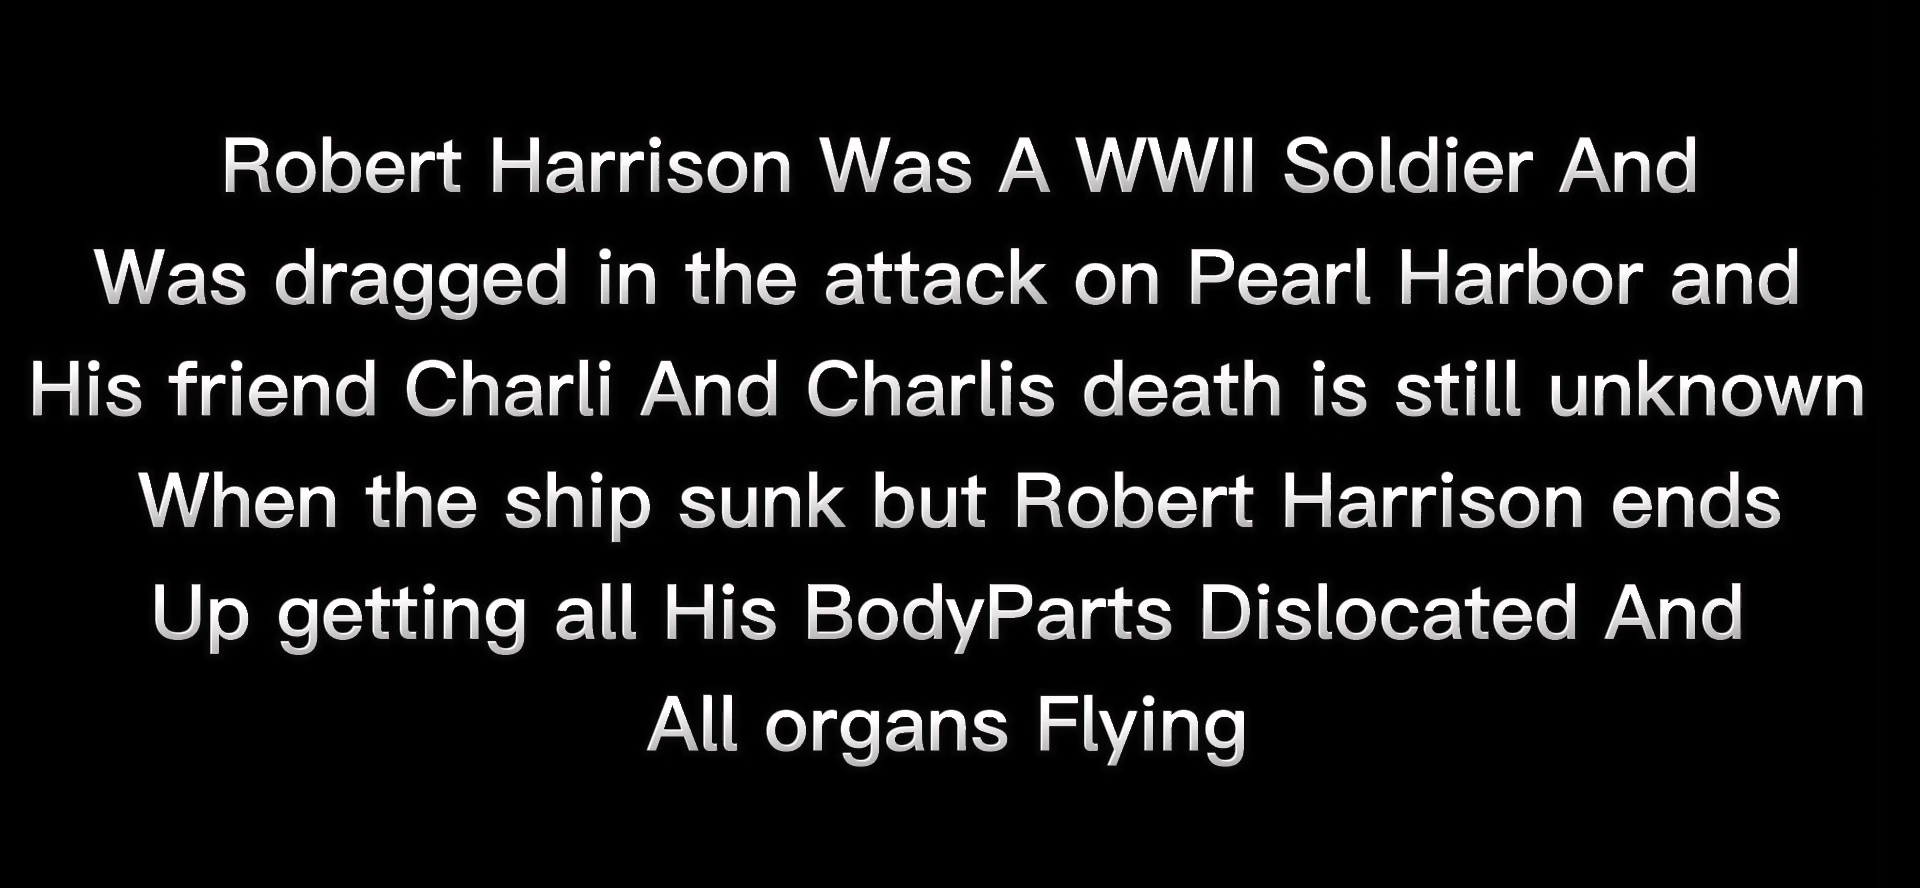 Robert Harrison Was A WWII Soldier And
Was dragged in the attack on Pearl Harbor and
His friend Charli And Charlis death is still unknown
When the ship sunk but Robert Harrison ends
Up getting all His BodyParts Dislocated And
All organs Flying